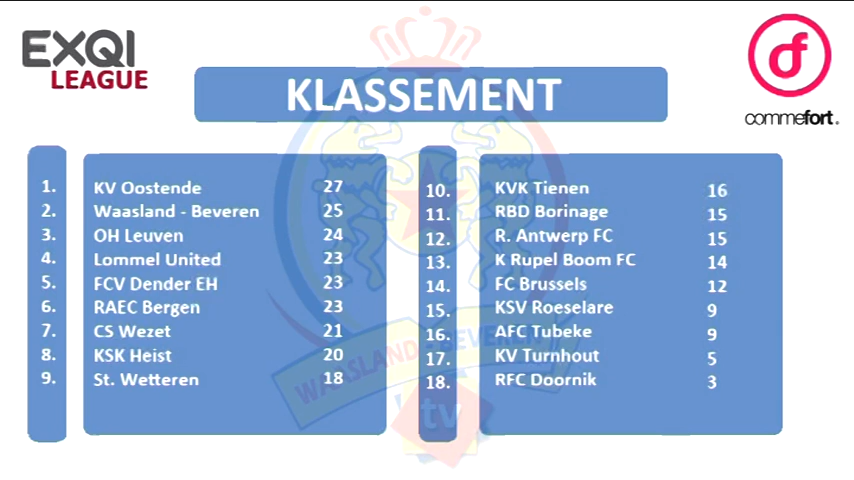 EXQI
LEAGUE
KLASSEMENT
commefort.
1. KV Oostende 27
2. Waasland - Beveren 25
3. OH Leuven 24
4. Lommel United 23
5. FCV Dender EH 23
6. RAEC Bergen 23
7. CS Wezet 21
8. KSK Heist 20
9. St. Wetteren 18
10. KVK Tienen 16
11. RBD Borinage 15
12. R. Antwerp FC 15
13. K Rupel Boom FC 14
14. FC Brussels 12
15. KSV Roeselare 9
16. AFC Tubeke 9
17. KV Turnhout 5
18. RFC Doornik 3
WAASLAND - BEVEREN
tv